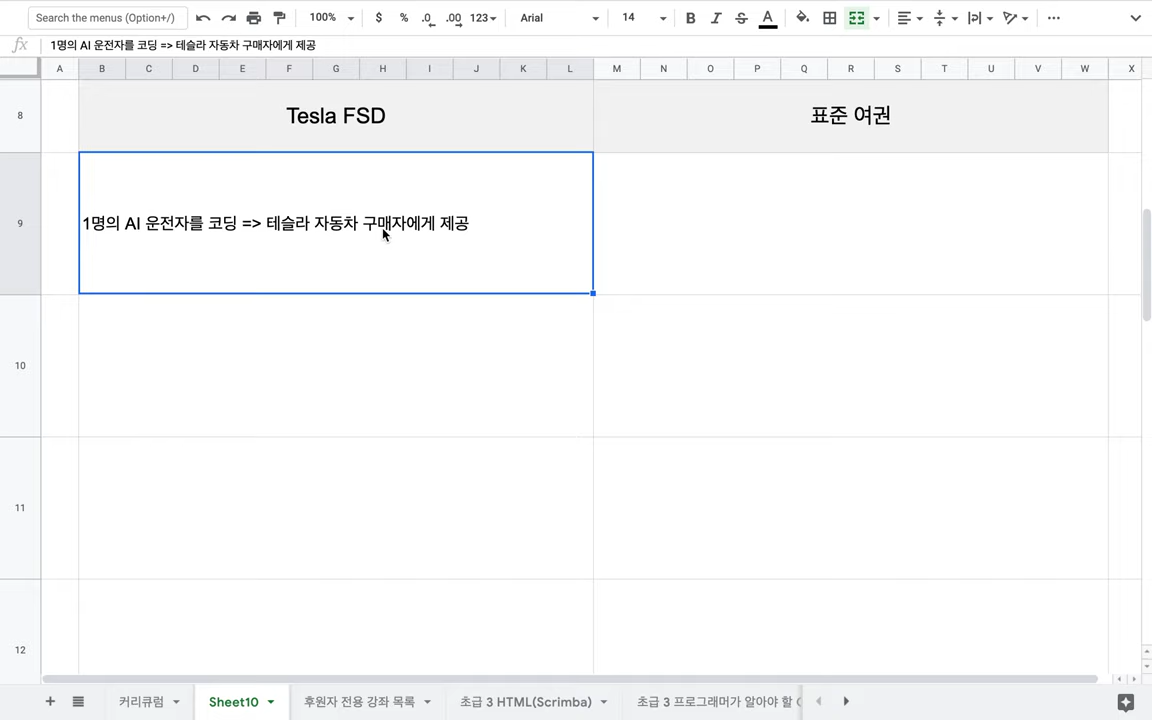 Search the menus (Option+/)
100%
$
%
.0
.00
123
Arial
14
B
I
S
A
fx
1명의 AI 운전자를 코딩 => 테슬라 자동차 구매자에게 제공
A B C D E F G H I J K L M N O P Q R S T U V W X
8
Tesla FSD
표준 여권
9
1명의 AI 운전자를 코딩 => 테슬라 자동차 구매자에게 제공
10
11
12
커리큘럼
Sheet10
후원자 전용 강좌 목록
초급 3 HTML(Scrimba)
초급 3 프로그래머가 알아야 할